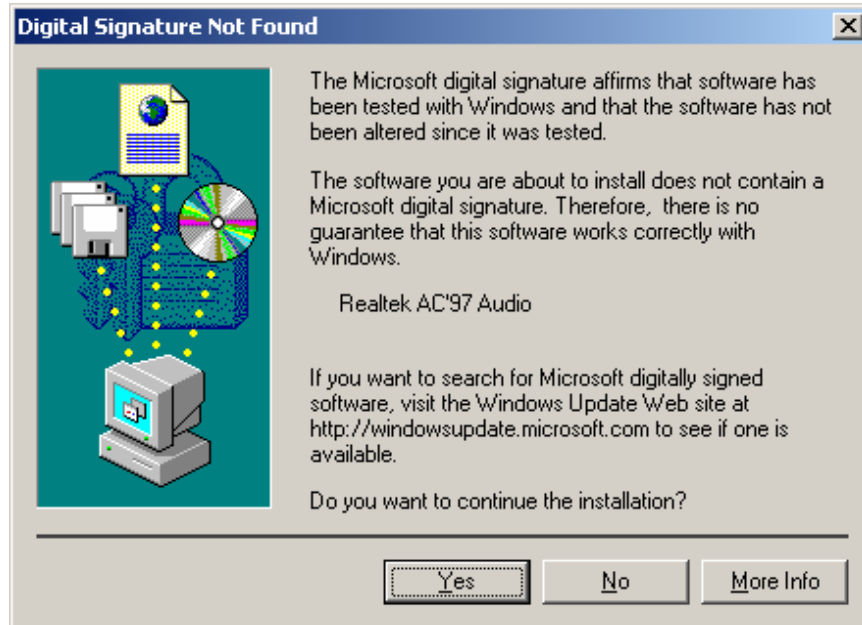 Digital Signature Not Found
The Microsoft digital signature affirms that software has
been tested with Windows and that the software has not
been altered since it was tested.
The software you are about to install does not contain a
Microsoft digital signature. Therefore,  there is no
guarantee that this software works correctly with
Windows.
Realtek AC'97 Audio
If you want to search for Microsoft digitally signed
software, visit the Windows Update Web site at
http://windowsupdate.microsoft.com to see if one is
available.
Do you want to continue the installation?
Yes
No
More Info